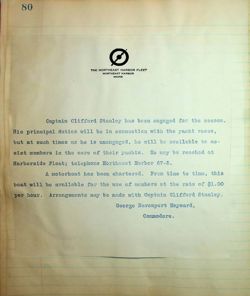 80
THE NORTHEAST HARBOR FLEET
NORTHEAST HARBOR
MAINE
Captain Clifford Stanley has been engaged for the season.
His principal duties will be in connection with the yacht races,
but at such times as he is unengaged, he will be available to as-
sist members in the care of their yachts. He may be reached at
Harborside Fleet; telephone Northeast Harbor 67-3.
A motorboat has been chartered. From time to time, this
boat will be available for the use of members at the rate of $1.00
per hour. Arrangements may be made with Captain Clifford Stanley.
George Davenport Hayward,
Commodore.